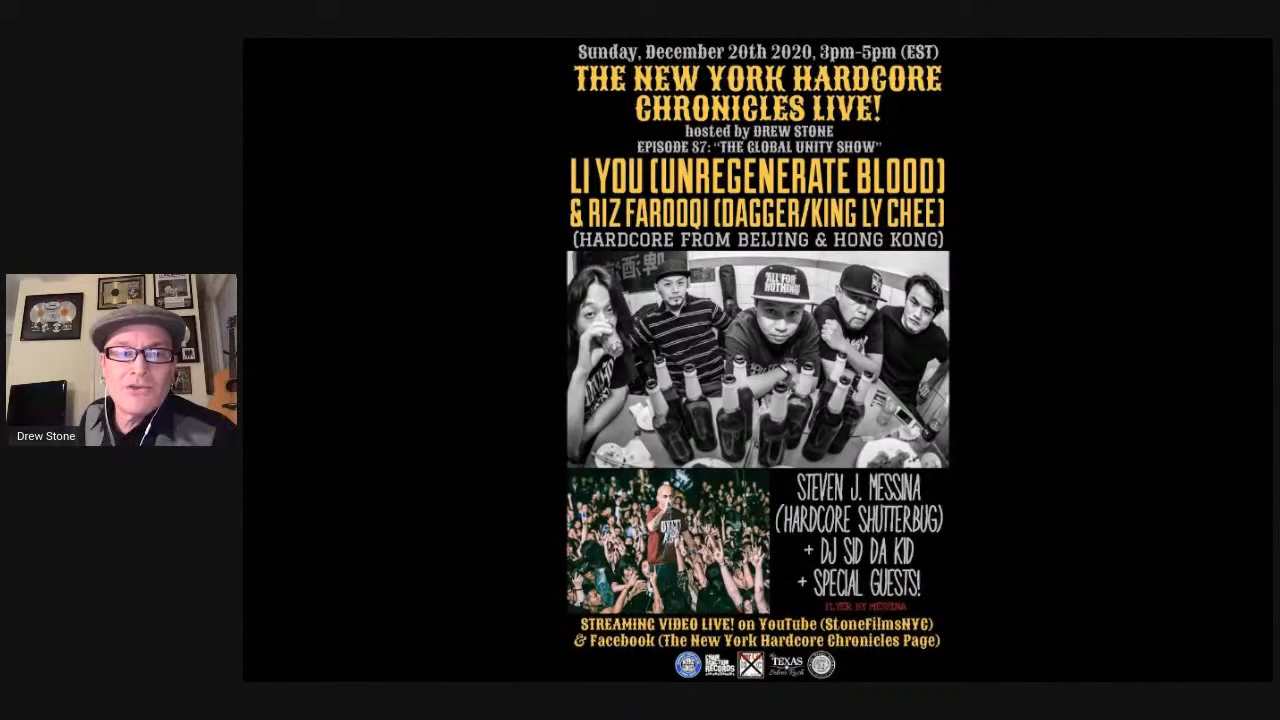 Sunday, December 20th 2020, 3pm-5pm (EST)
THE NEW YORK HARDCORE
CHRONICLES LIVE!
hosted by DREW STONE
EPISODE 87: "THE GLOBAL UNITY SHOW"
LI YOU (UNREGENERATE BLOOD)
& RIZ FAROOQI (DAGGER/KING LY CHEE)
(HARDCORE FROM BEIJING & HONG KONG)
ALL FOR
NOTHING
STEVEN J. MESSINA
(HARDCORE SHUTTERBUG)
+ DJ SID DA KID
+ SPECIAL GUESTS!
FLYER BY MESSINA
STREAMING VIDEO LIVE! on YouTube (StoneFilmsNYC)
& Facebook (The New York Hardcore Chronicles Page)
CHAIN
REACTION
RECORDS
TEXAS
Drew Stone